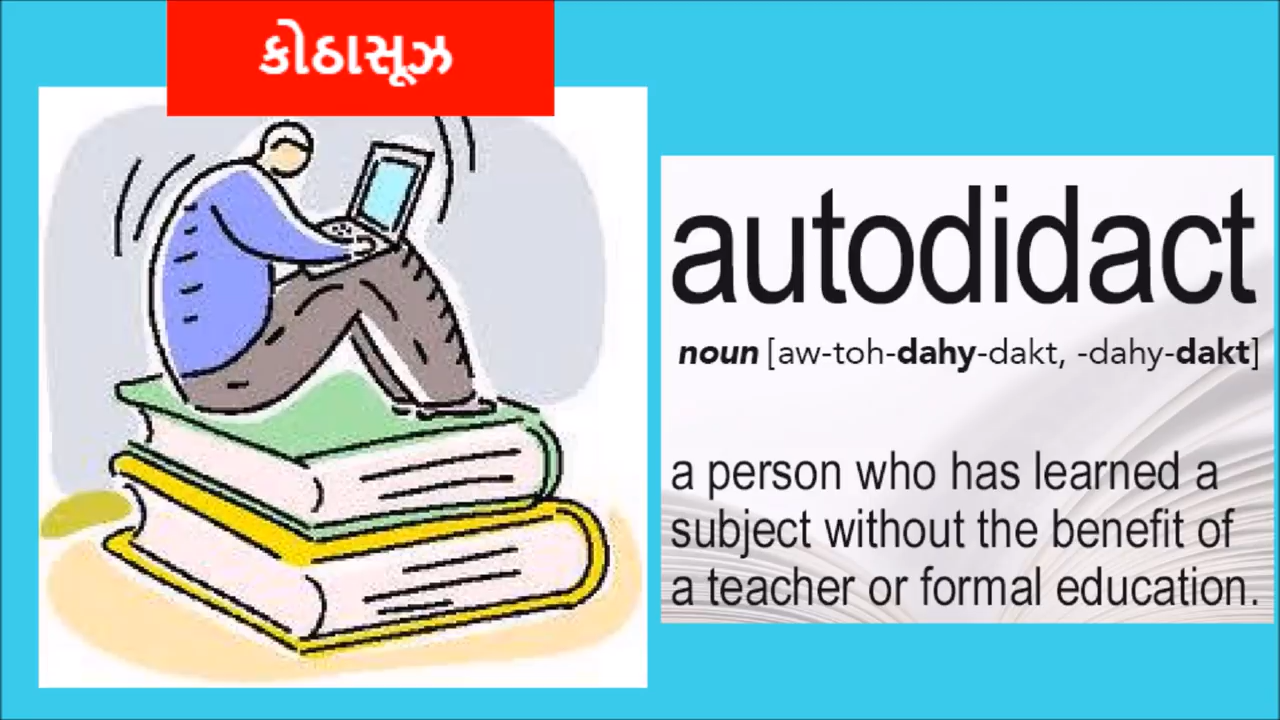 કોઠાસૂઝ
autodidact
noun [aw-toh-dahy-dakt, -dahy-dakt]
a person who has learned a
subject without the benefit of
a teacher or formal education.